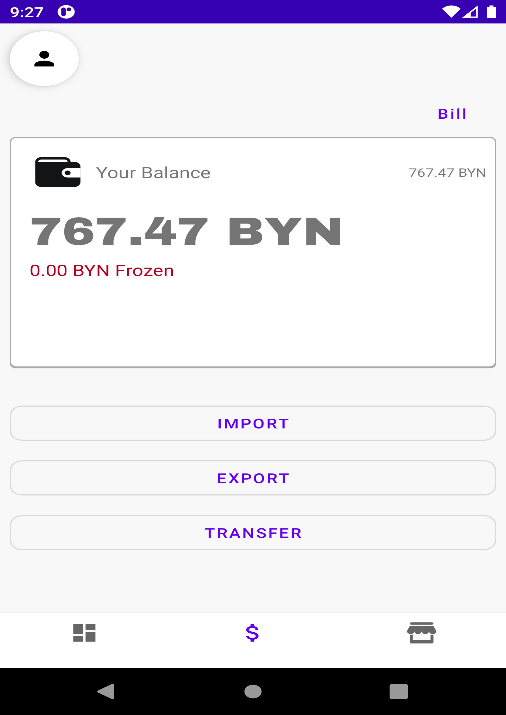 9:27
Bill
Your Balance
767.47 BYN
767.47 BYN
0.00 BYN Frozen
IMPORT
EXPORT
TRANSFER